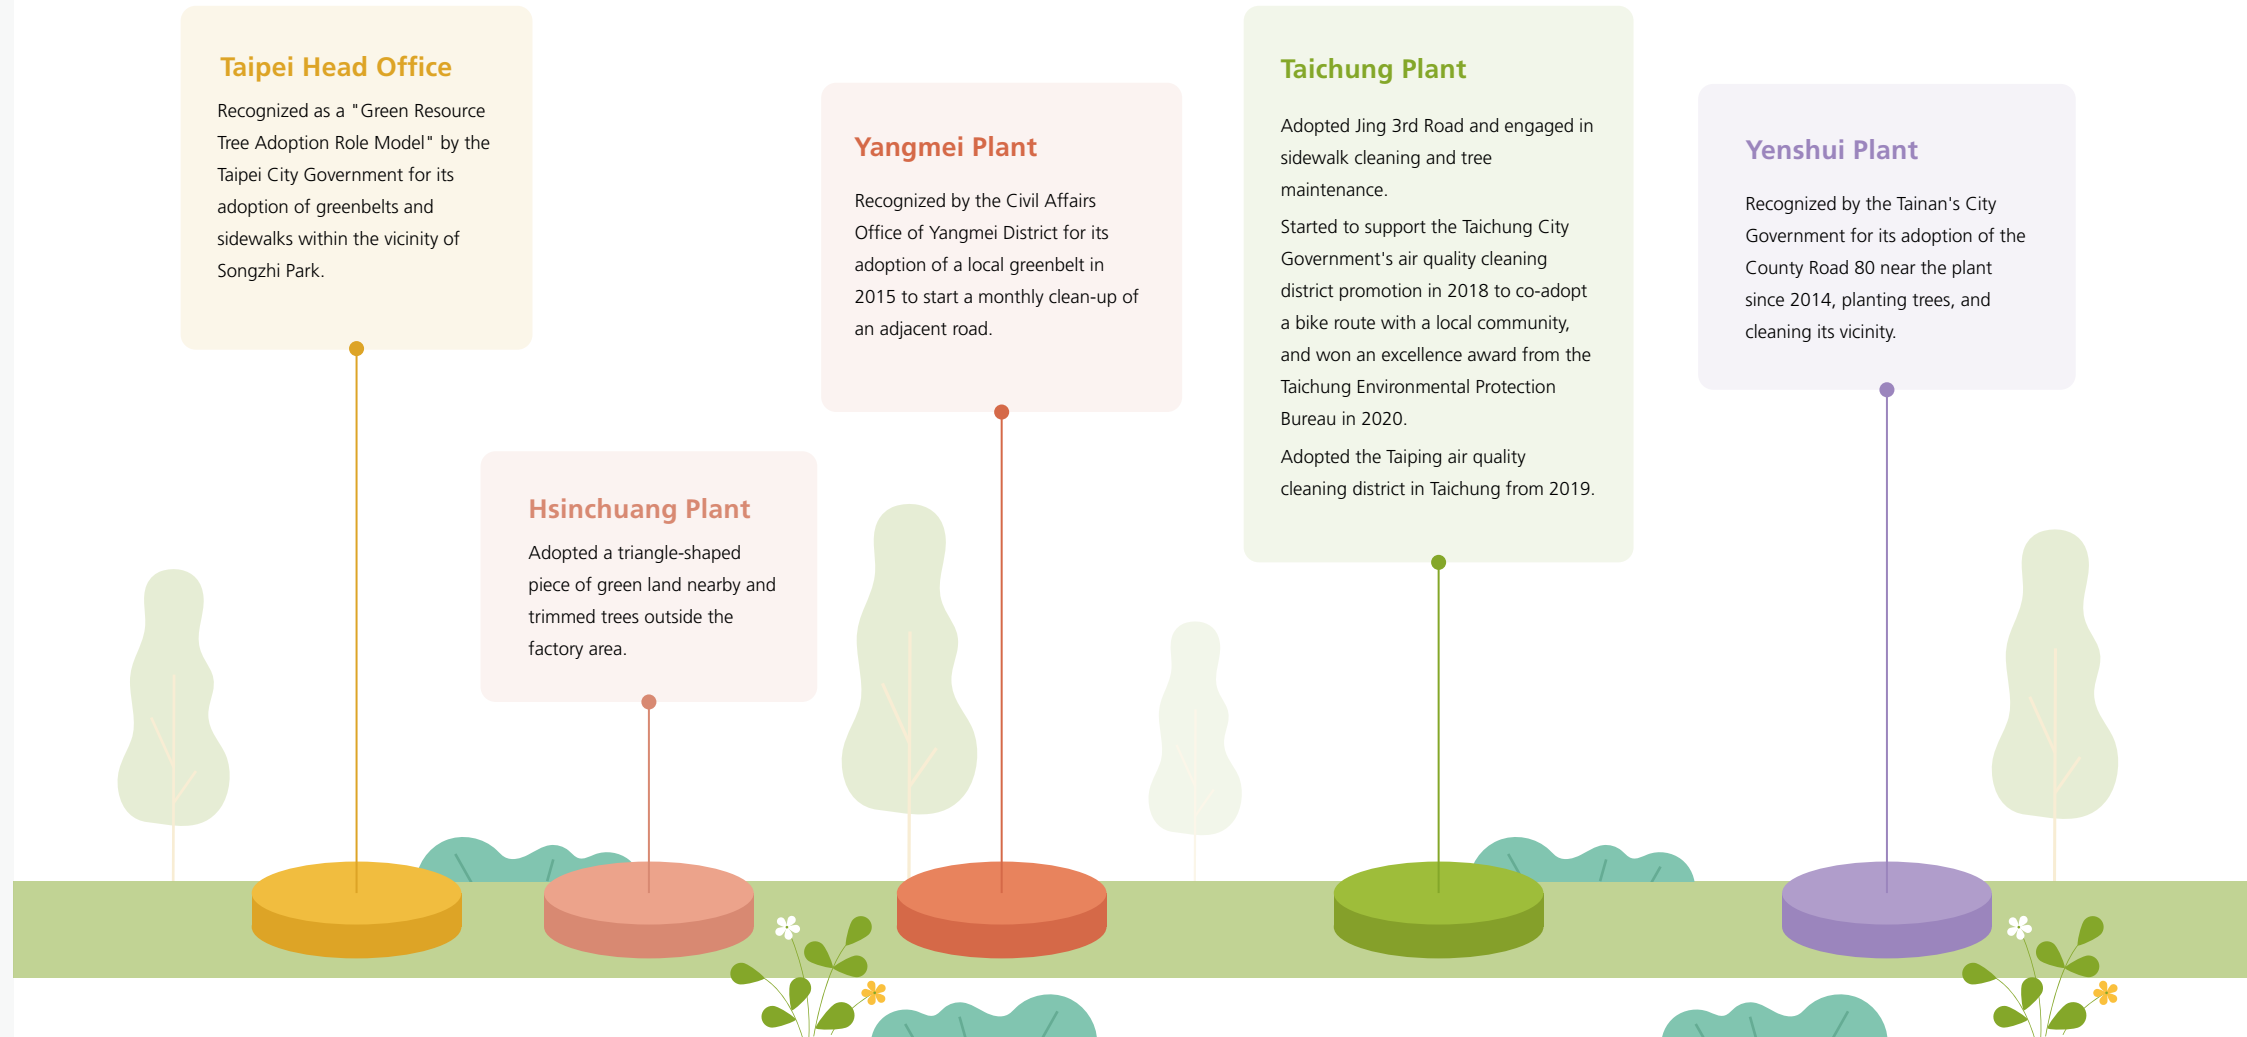 Taipei Head Office
Recognized as a "Green Resource
Tree Adoption Role Model" by the
Taipei City Government for its
adoption of greenbelts and
sidewalks within the vicinity of
Songzhi Park.
Hsinchuang Plant
Adopted a triangle-shaped
piece of green land nearby and
trimmed trees outside the
factory area.
Yangmei Plant
Recognized by the Civil Affairs
Office of Yangmei District for its
adoption of a local greenbelt in
2015 to start a monthly clean-up of
an adjacent road.
Taichung Plant
Adopted Jing 3rd Road and engaged in
sidewalk cleaning and tree
maintenance.
Started to support the Taichung City
Government's air quality cleaning
district promotion in 2018 to co-adopt
a bike route with a local community,
and won an excellence award from the
Taichung Environmental Protection
Bureau in 2020.
Adopted the Taiping air quality
cleaning district in Taichung from 2019.
Yenshui Plant
Recognized by the Tainan's City
Government for its adoption of the
County Road 80 near the plant
since 2014, planting trees, and
cleaning its vicinity.